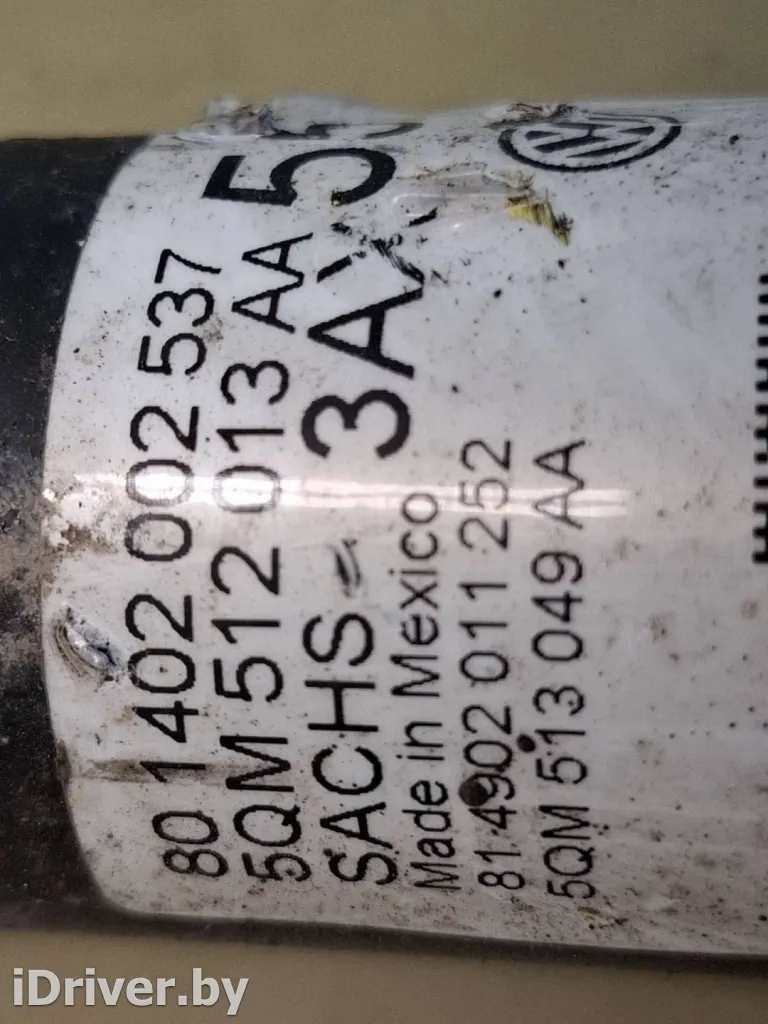 80 1402 002 537
5QM 512 013 AA
SACHS 3A
Made in Mexico
81 4902 011 252
5QM 513 049 AA
iDriver.by